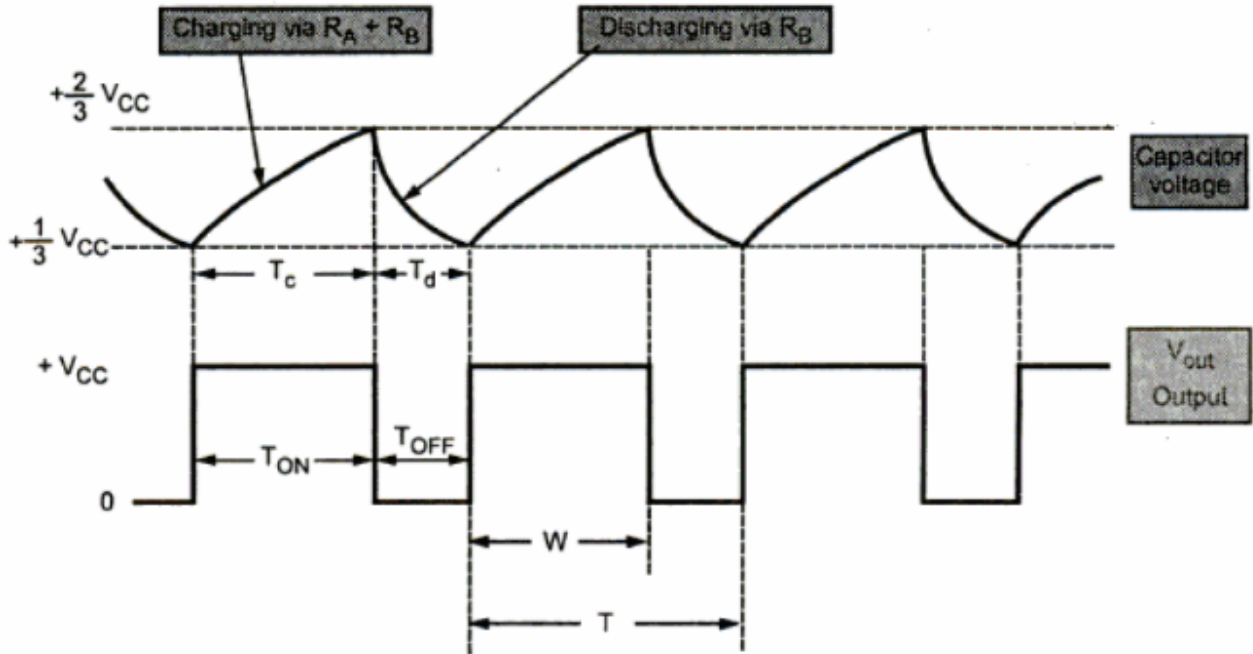 Charging via R_A + R_B
Discharging via R_B
+2/3 V_CC
Capacitor
voltage
+1/3 V_CC
T_c
T_d
+ V_CC
V_out
Output
T_OFF
T_ON
0
W
T